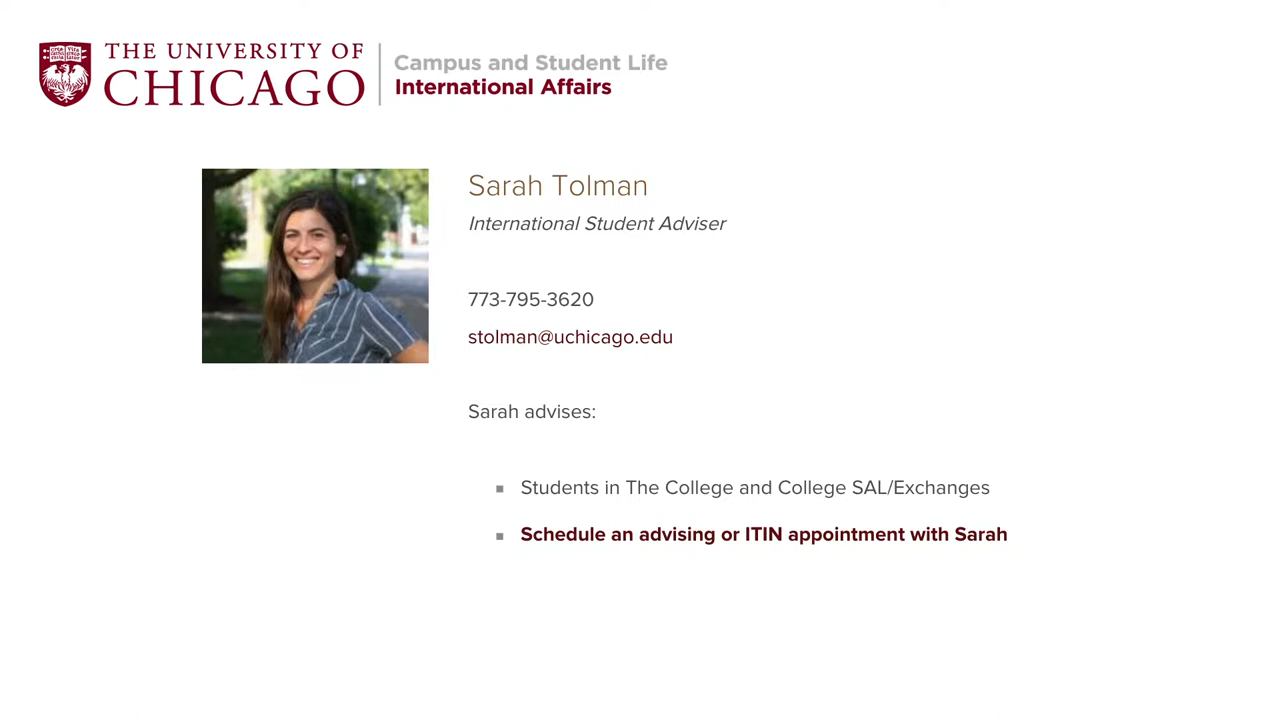 THE UNIVERSITY OF
CHICAGO
Campus and Student Life
International Affairs
Sarah Tolman
International Student Adviser
773-795-3620
stolman@uchicago.edu
Sarah advises:
Students in The College and College SAL/Exchanges
Schedule an advising or ITIN appointment with Sarah